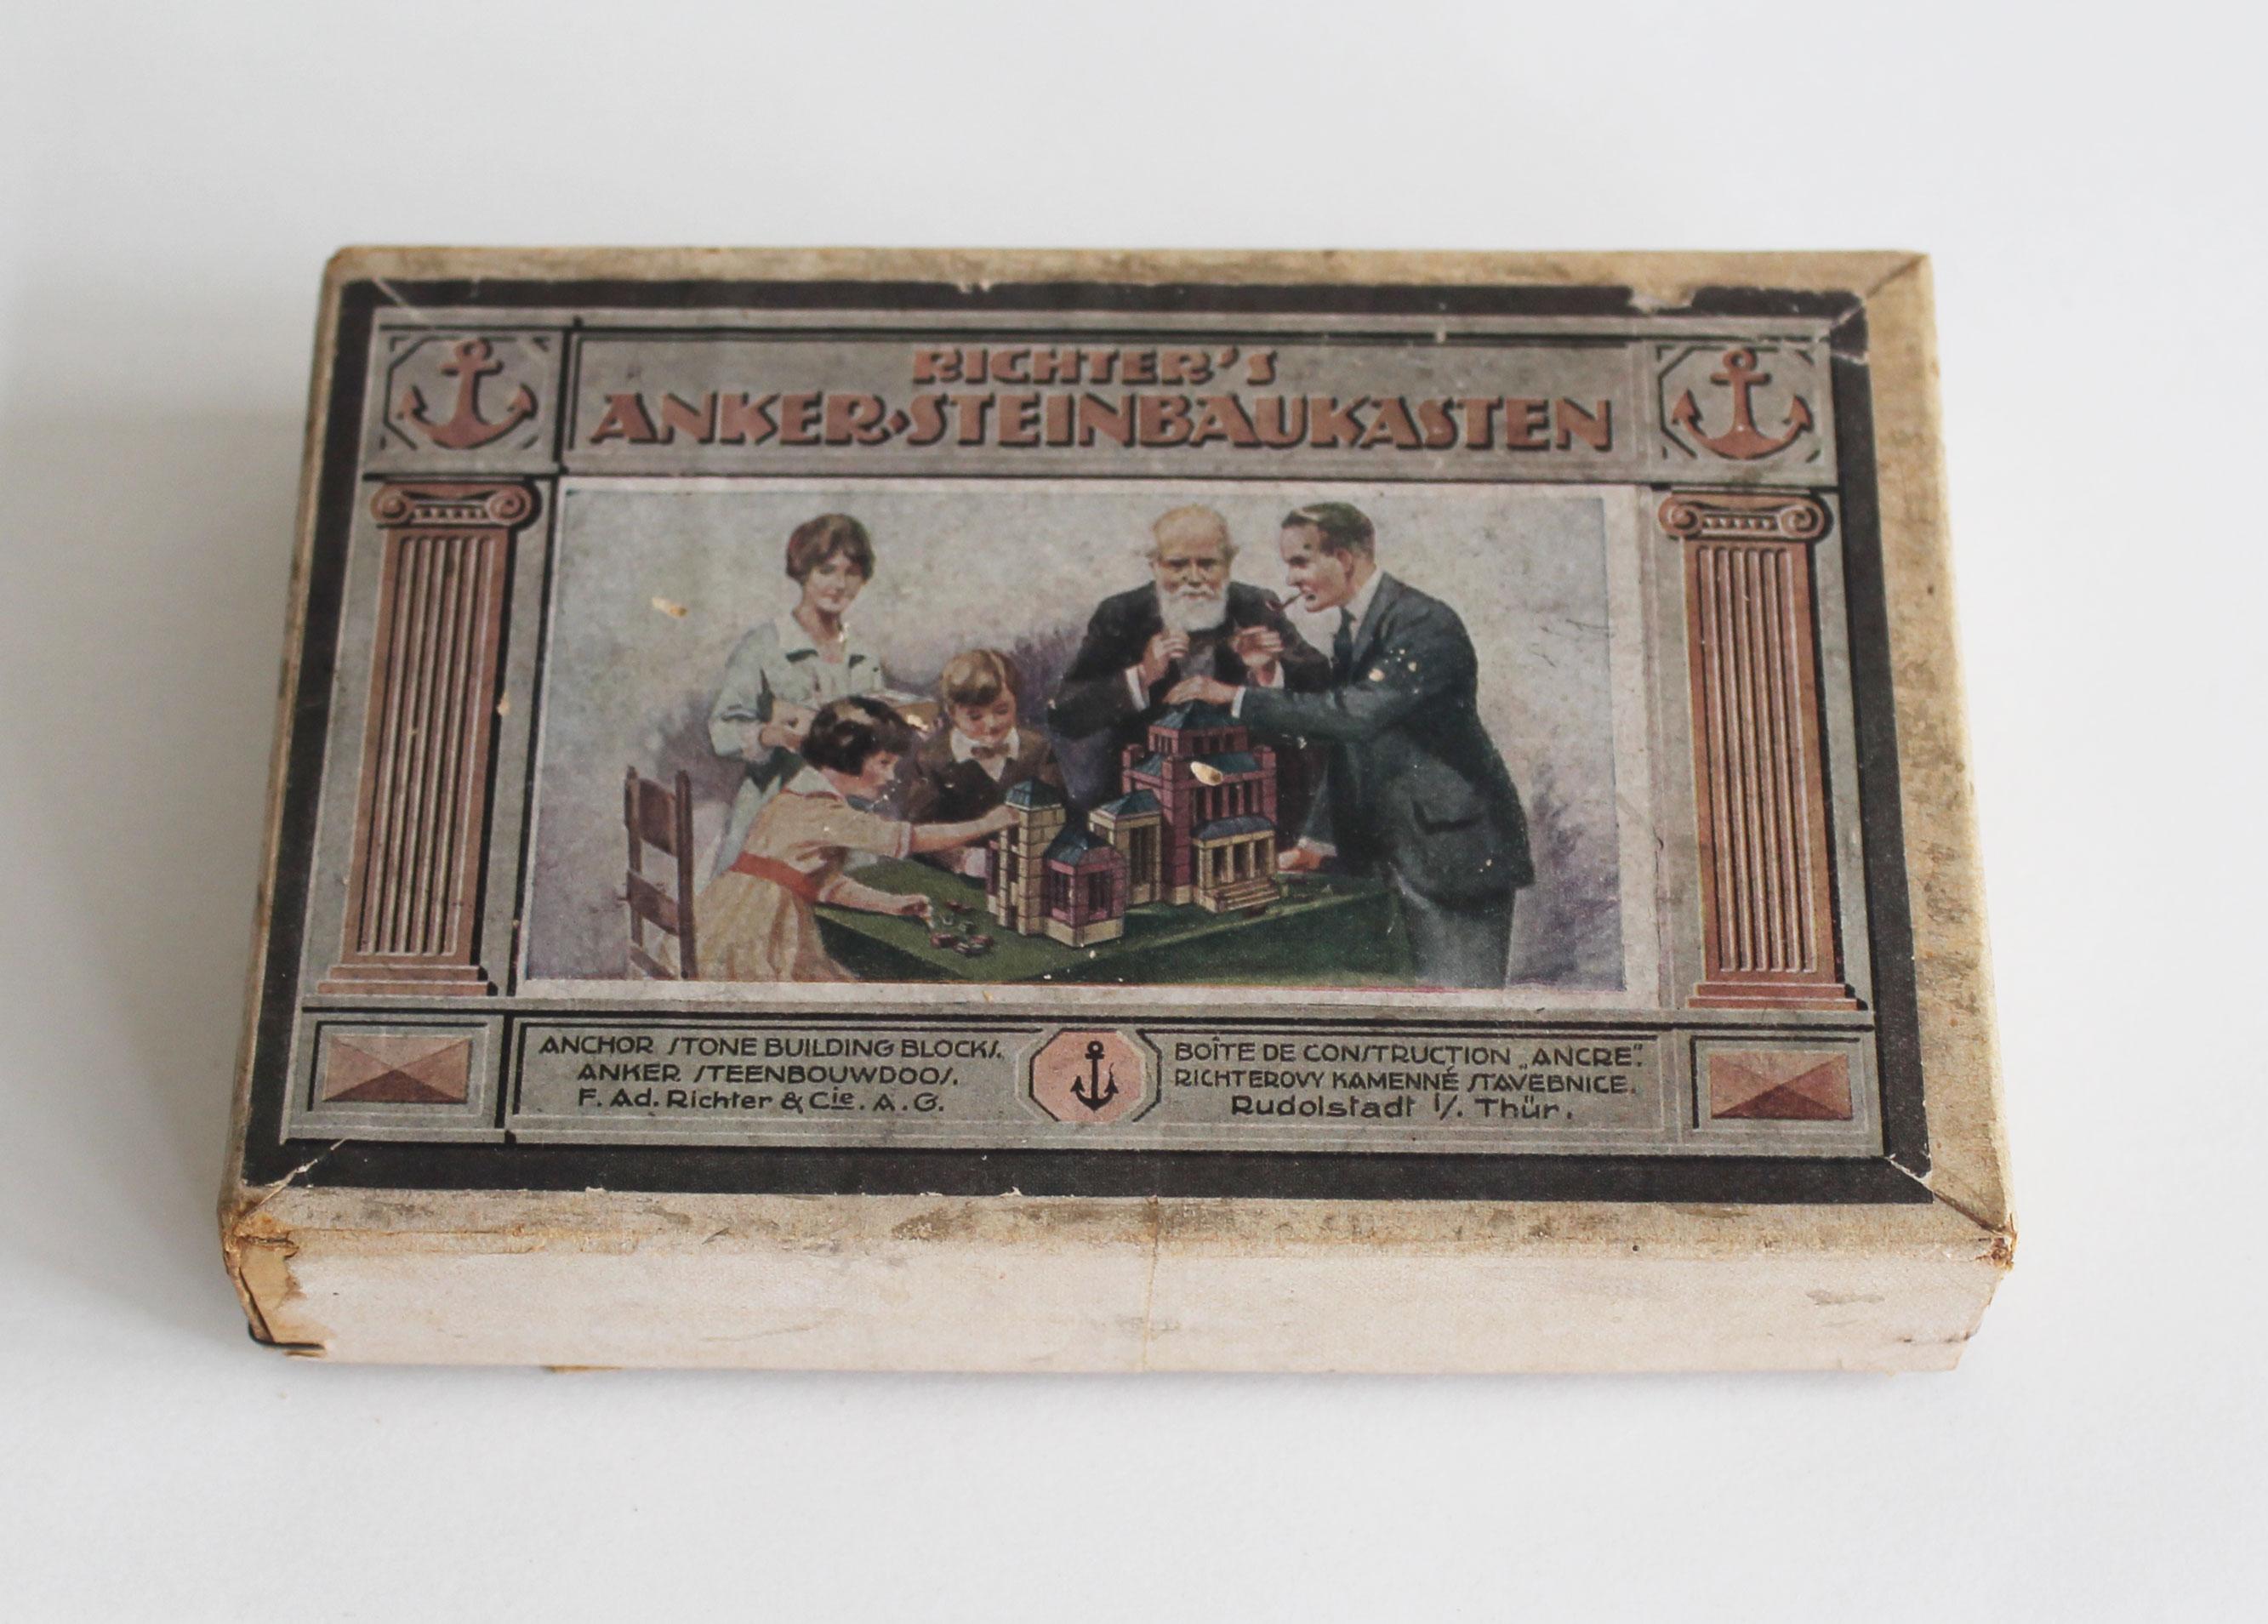 RICHTER'S
ANKER·STEINBAUKASTEN
ANCHOR STONE BUILDING BLOCKS.
ANKER STEENBOUWDOOS.
F. Ad. Richter & Cie. A. G.
BOÎTE DE CONSTRUCTION „ANCRE".
RICHTEROVY KAMENNÉ STAVEBNICE.
Rudolstadt i/. Thür.